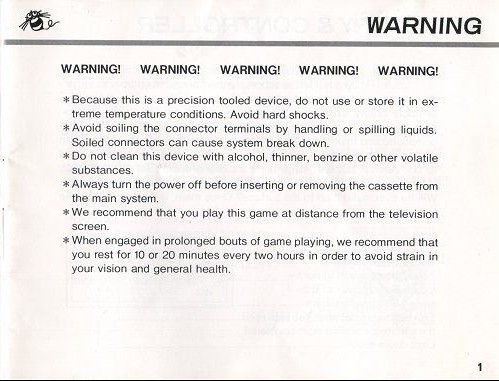 WARNING
WARNING! WARNING! WARNING! WARNING! WARNING!
*Because this is a precision tooled device, do not use or store it in ex-
treme temperature conditions. Avoid hard shocks.
*Avoid soiling the connector terminals by handling or spilling liquids.
Soiled connectors can cause system break down.
*Do not clean this device with alcohol, thinner, benzine or other volatile
substances.
*Always turn the power off before inserting or removing the cassette from
the main system.
*We recommend that you play this game at distance from the television
screen.
*When engaged in prolonged bouts of game playing, we recommend that
you rest for 10 or 20 minutes every two hours in order to avoid strain in
your vision and general health.
1